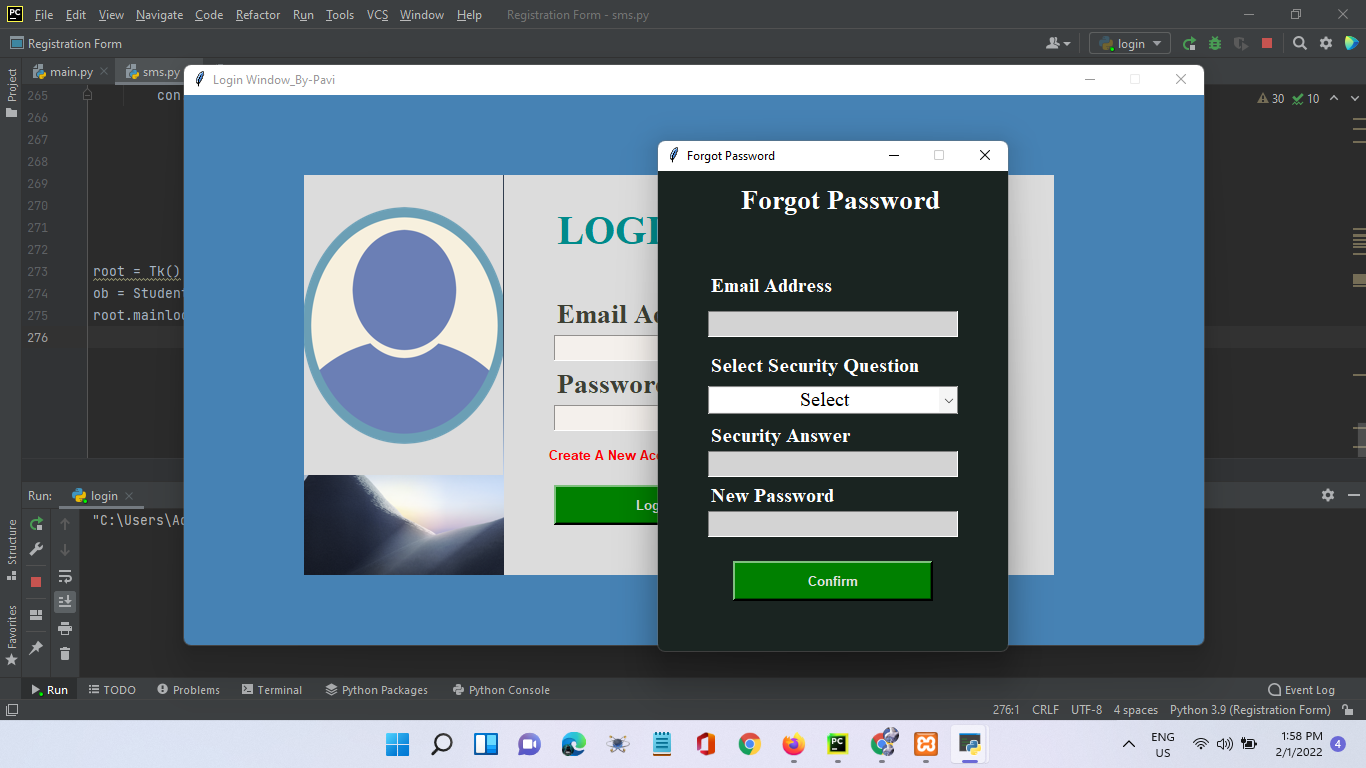 PC File Edit View Navigate Code Refactor Run Tools VCS Window Help Registration Form - sms.py
Registration Form login
Project
main.py sms.py
Login Window_By-Pavi
265 con
30 10
266
267
268
269
270
271
272
273 root = Tk()
274 ob = Student
275 root.mainloo
276
LOGI
Email Ad
Password
Create A New Acc
Log
Forgot Password
Forgot Password
Email Address
Select Security Question
Select
Security Answer
New Password
Confirm
Run: login
"C:\Users\Ad
Structure
Favorites
Run TODO Problems Terminal Python Packages Python Console Event Log
276:1 CRLF UTF-8 4 spaces Python 3.9 (Registration Form)
PC
ENG
US
1:58 PM
2/1/2022
4